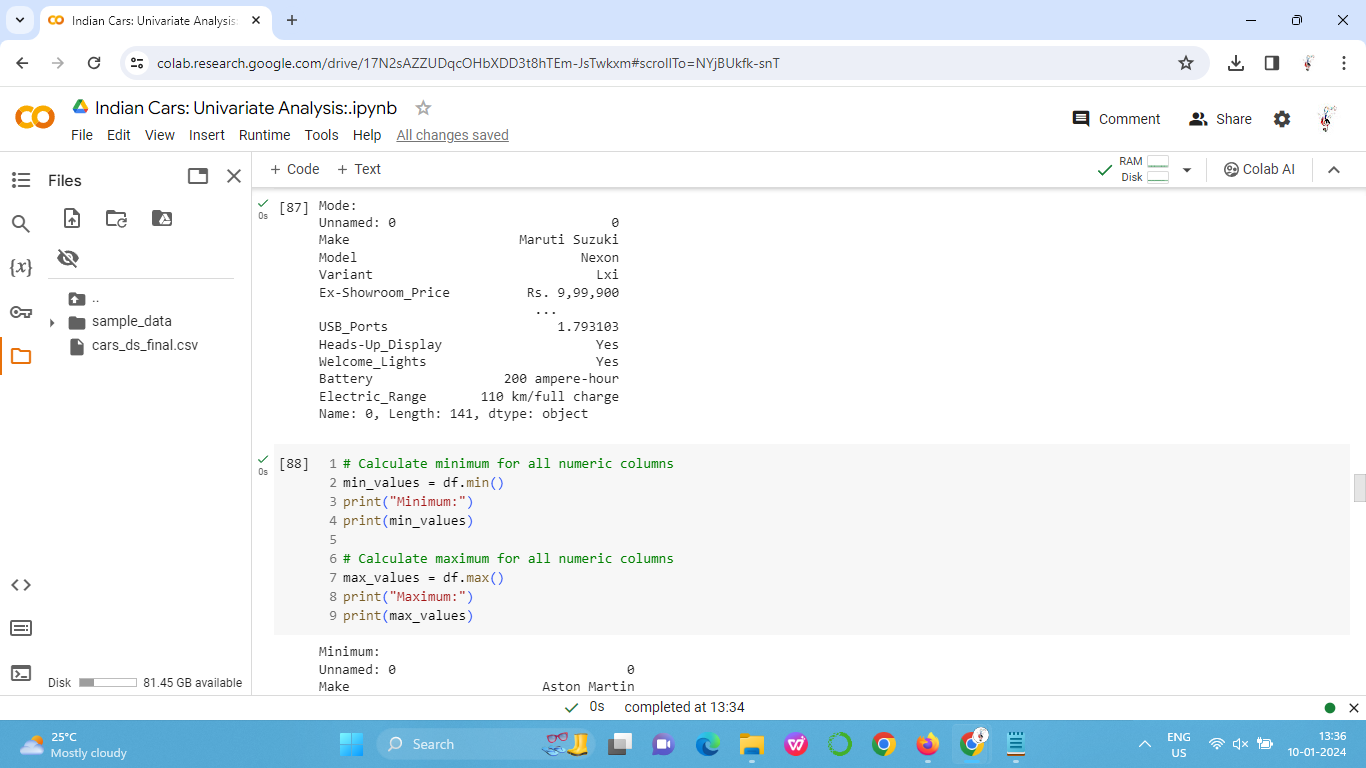 Indian Cars: Univariate Analysis
colab.research.google.com/drive/17N2sAZZUDqcOHbXDD3t8hTEm-JsTwkxm#scrollTo=NYjBUkfk-snT
Indian Cars: Univariate Analysis:.ipynb
File Edit View Insert Runtime Tools Help All changes saved
Comment Share
Files
+ Code + Text
RAM
Disk
Colab AI
..
sample_data
cars_ds_final.csv
Disk 81.45 GB available
0s
[87] Mode:
Unnamed: 0 0
Make Maruti Suzuki
Model Nexon
Variant Lxi
Ex-Showroom_Price Rs. 9,99,900
...
USB_Ports 1.793103
Heads-Up_Display Yes
Welcome_Lights Yes
Battery 200 ampere-hour
Electric_Range 110 km/full charge
Name: 0, Length: 141, dtype: object
0s
[88] 1 # Calculate minimum for all numeric columns
2 min_values = df.min()
3 print("Minimum:")
4 print(min_values)
5
6 # Calculate maximum for all numeric columns
7 max_values = df.max()
8 print("Maximum:")
9 print(max_values)
Minimum:
Unnamed: 0 0
Make Aston Martin
0s completed at 13:34
25°C
Mostly cloudy
Search
ENG
US
13:36
10-01-2024